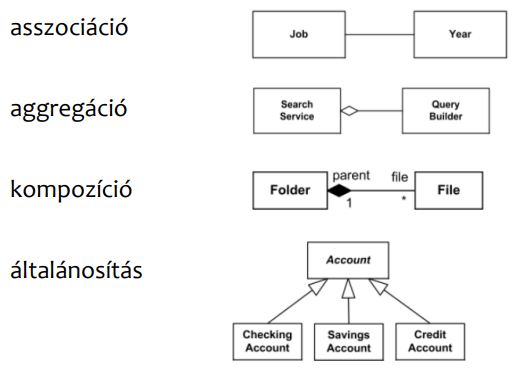 asszociáció
Job
Year
aggregáció
Search
Service
Query
Builder
kompozíció
Folder
parent
1
file
*
File
általánosítás
Account
Checking
Account
Savings
Account
Credit
Account